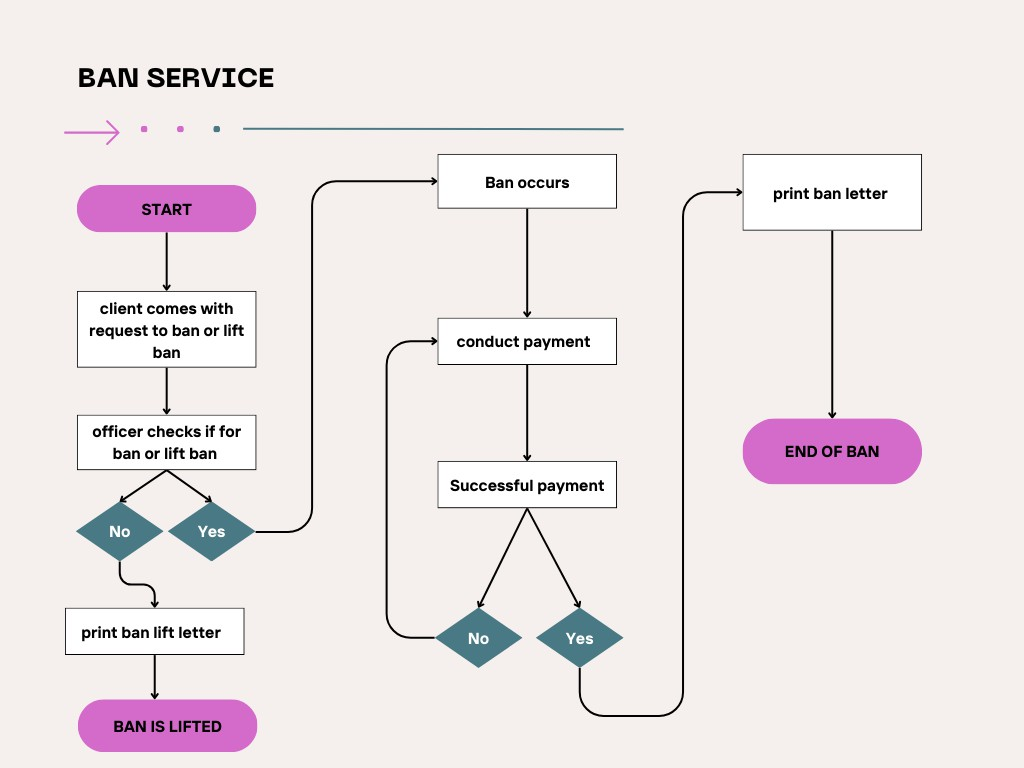 BAN SERVICE
START
client comes with
request to ban or lift
ban
officer checks if for
ban or lift ban
No
Yes
print ban lift letter
BAN IS LIFTED
Ban occurs
conduct payment
Successful payment
No
Yes
print ban letter
END OF BAN